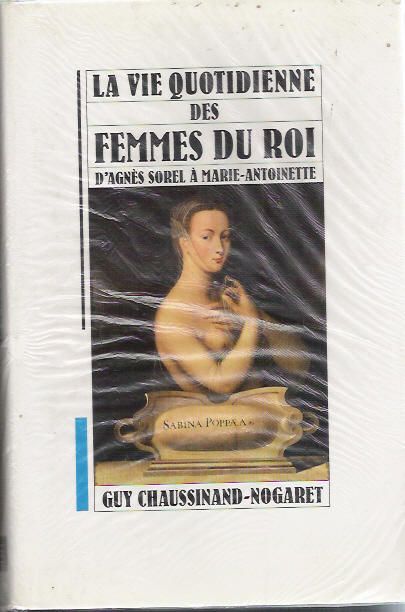 LA VIE QUOTIDIENNE
DES
FEMMES DU ROI
D'AGNÈS SOREL À MARIE-ANTOINETTE
SABINA POPPÆA
GUY CHAUSSINAND-NOGARET